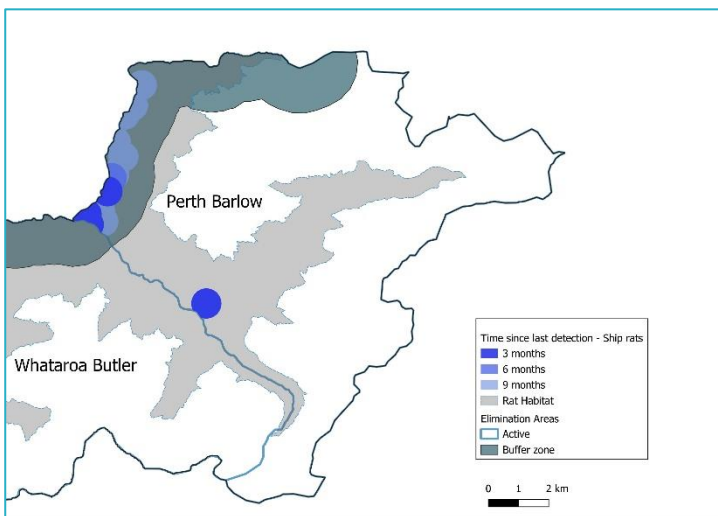 Perth Barlow
Whataroa Butler
Time since last detection - Ship rats
3 months
6 months
9 months
Rat Habitat
Elimination Areas
Active
Buffer zone
0 1 2 km